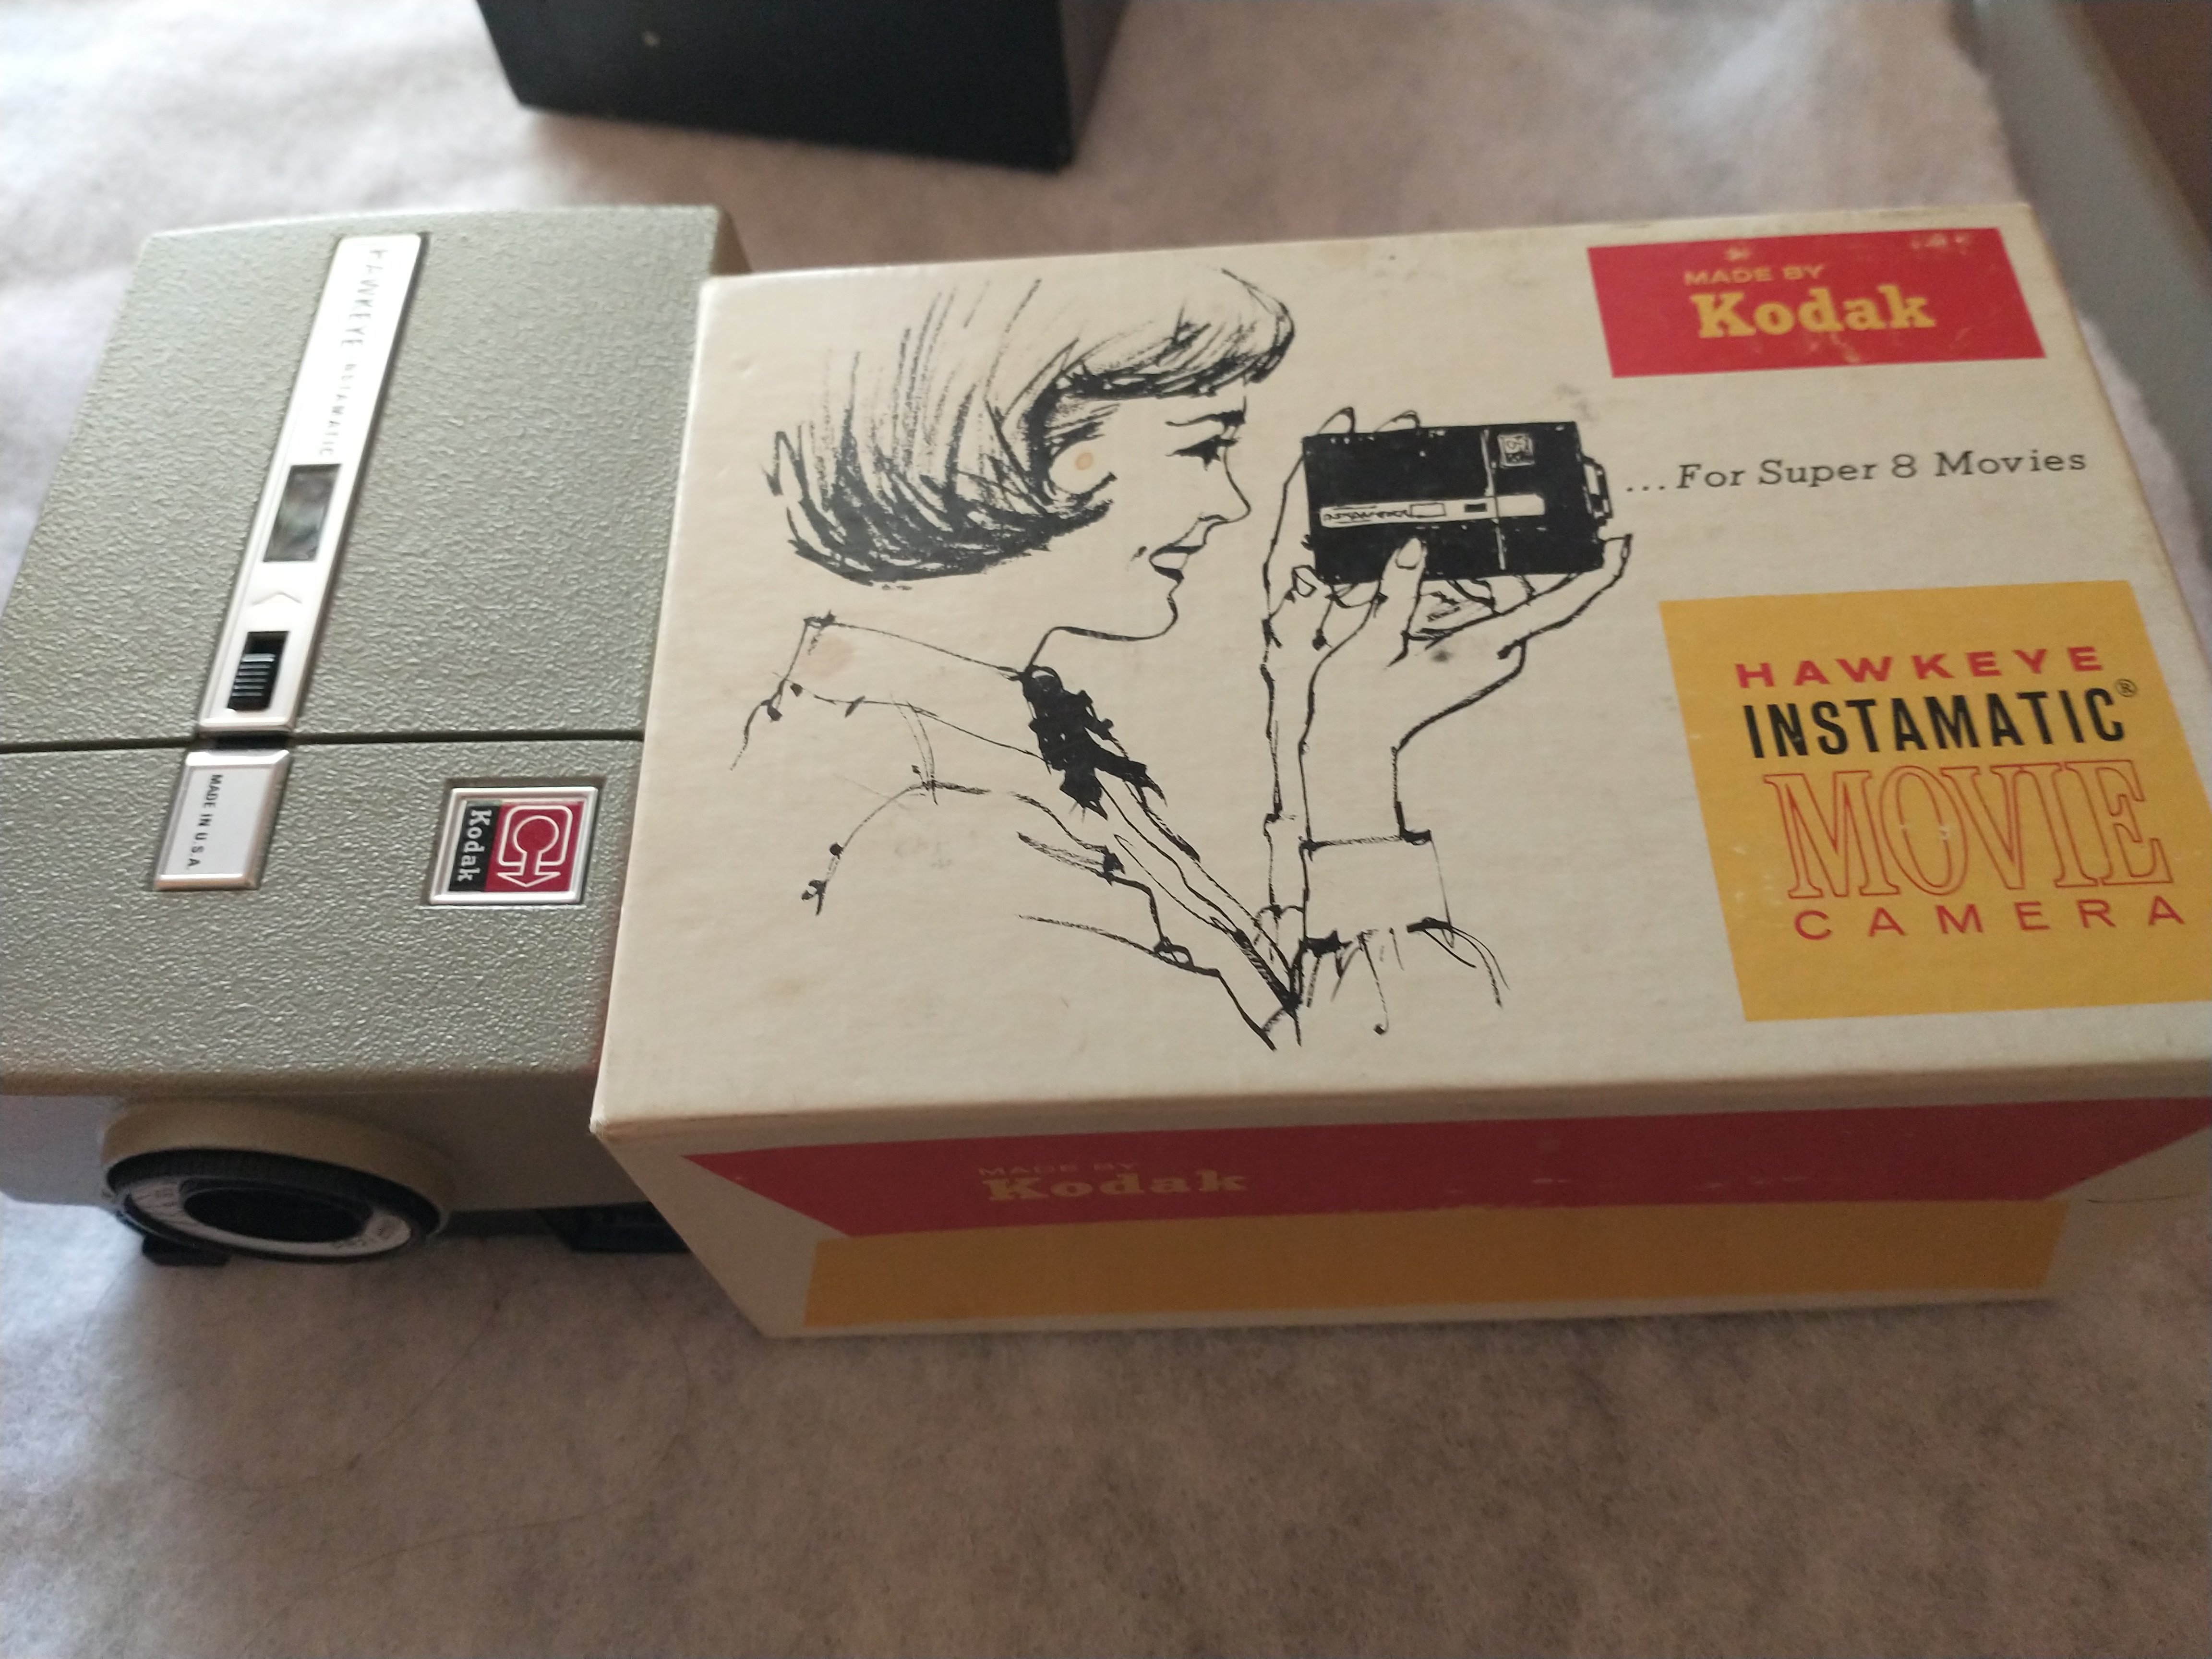 HAWKEYE INSTAMATIC
MADE IN U.S.A.
Kodak
MADE BY
Kodak
...For Super 8 Movies
HAWKEYE
INSTAMATIC®
MOVIE
CAMERA
INSTAMATIC
MADE BY
Kodak